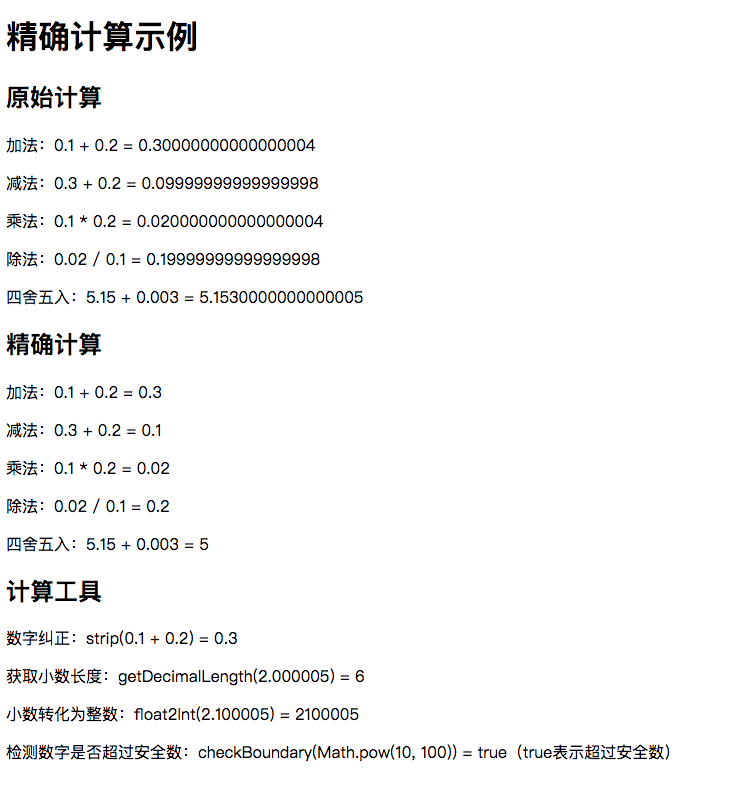 精确计算示例
原始计算
加法：0.1 + 0.2 = 0.30000000000000004
减法：0.3 + 0.2 = 0.09999999999999998
乘法：0.1 * 0.2 = 0.020000000000000004
除法：0.02 / 0.1 = 0.19999999999999998
四舍五入：5.15 + 0.003 = 5.1530000000000005
精确计算
加法：0.1 + 0.2 = 0.3
减法：0.3 + 0.2 = 0.1
乘法：0.1 * 0.2 = 0.02
除法：0.02 / 0.1 = 0.2
四舍五入：5.15 + 0.003 = 5
计算工具
数字纠正：strip(0.1 + 0.2) = 0.3
获取小数长度：getDecimalLength(2.000005) = 6
小数转化为整数：float2Int(2.100005) = 2100005
检测数字是否超过安全数：checkBoundary(Math.pow(10, 100)) = true（true表示超过安全数）